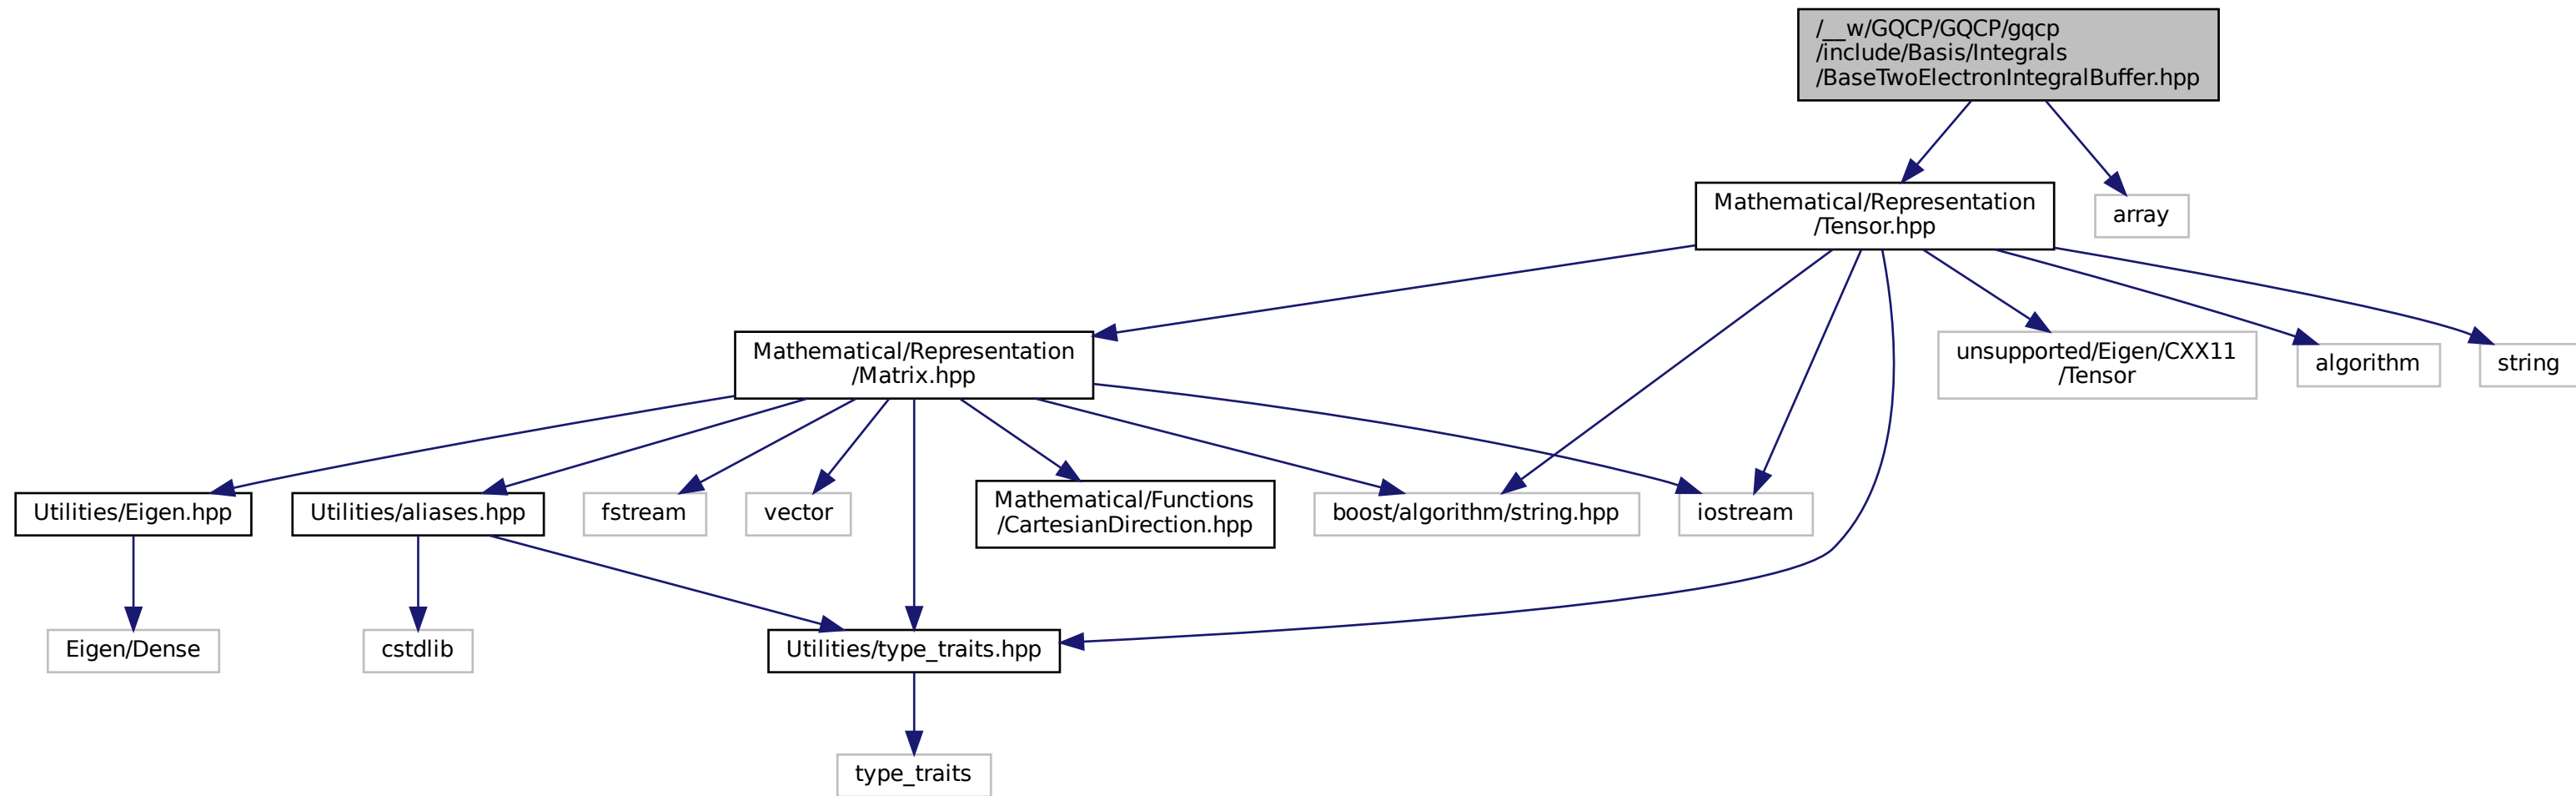 /__w/GQCP/GQCP/gqcp
/include/Basis/Integrals
/BaseTwoElectronIntegralBuffer.hpp
Mathematical/Representation
/Tensor.hpp
array
Mathematical/Representation
/Matrix.hpp
unsupported/Eigen/CXX11
/Tensor
algorithm
string
Utilities/Eigen.hpp
Utilities/aliases.hpp
fstream
vector
Mathematical/Functions
/CartesianDirection.hpp
boost/algorithm/string.hpp
iostream
Eigen/Dense
cstdlib
Utilities/type_traits.hpp
type_traits